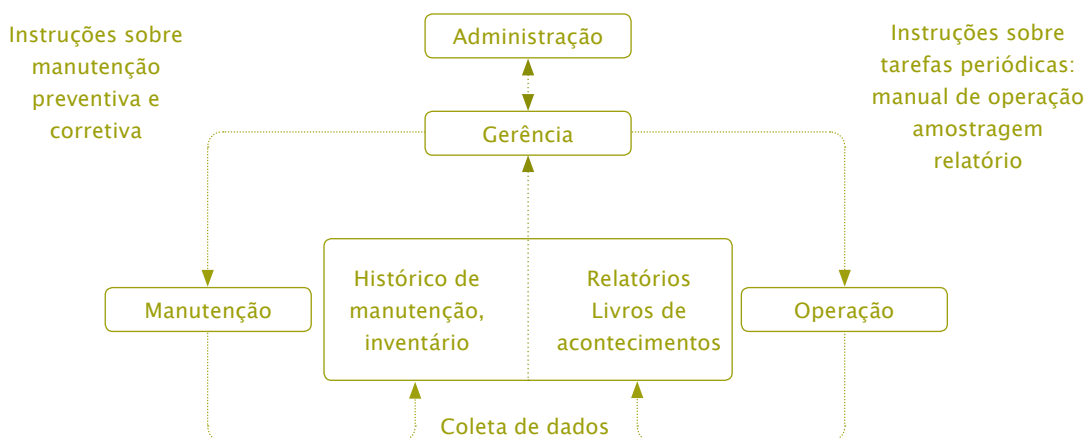 Instruções sobre
manutenção
preventiva e
corretiva
Administração
Instruções sobre
tarefas periódicas:
manual de operação
amostragem
relatório
Gerência
Manutenção
Histórico de
manutenção,
inventário
Relatórios
Livros de
acontecimentos
Operação
Coleta de dados